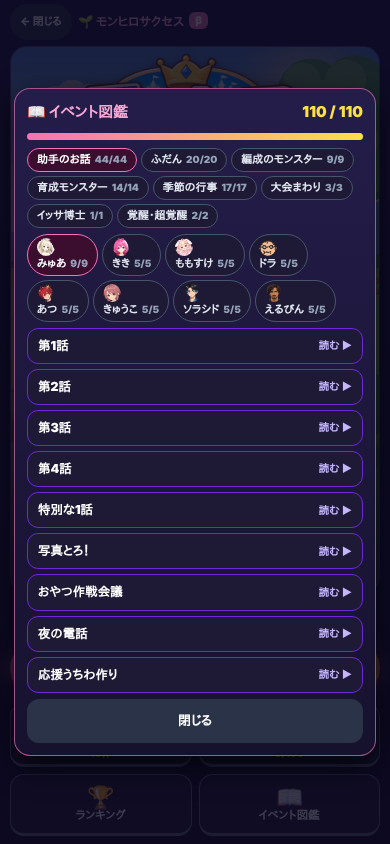 ← 閉じる 🌱 モンヒロサクセス β
📖 イベント図鑑 110 / 110
助手のお話 44/44 ふだん 20/20 編成のモンスター 9/9
育成モンスター 14/14 季節の行事 17/17 大会まわり 3/3
イッサ博士 1/1 覚醒・超覚醒 2/2
みゅあ 9/9 きき 5/5 ももすけ 5/5 ドラ 5/5
あつ 5/5 きゅうこ 5/5 ソラシド 5/5 えるぴん 5/5
第1話 読む ▶
第2話 読む ▶
第3話 読む ▶
第4話 読む ▶
特別な1話 読む ▶
写真とろ! 読む ▶
おやつ作戦会議 読む ▶
夜の電話 読む ▶
応援うちわ作り 読む ▶
閉じる
ランキング イベント図鑑